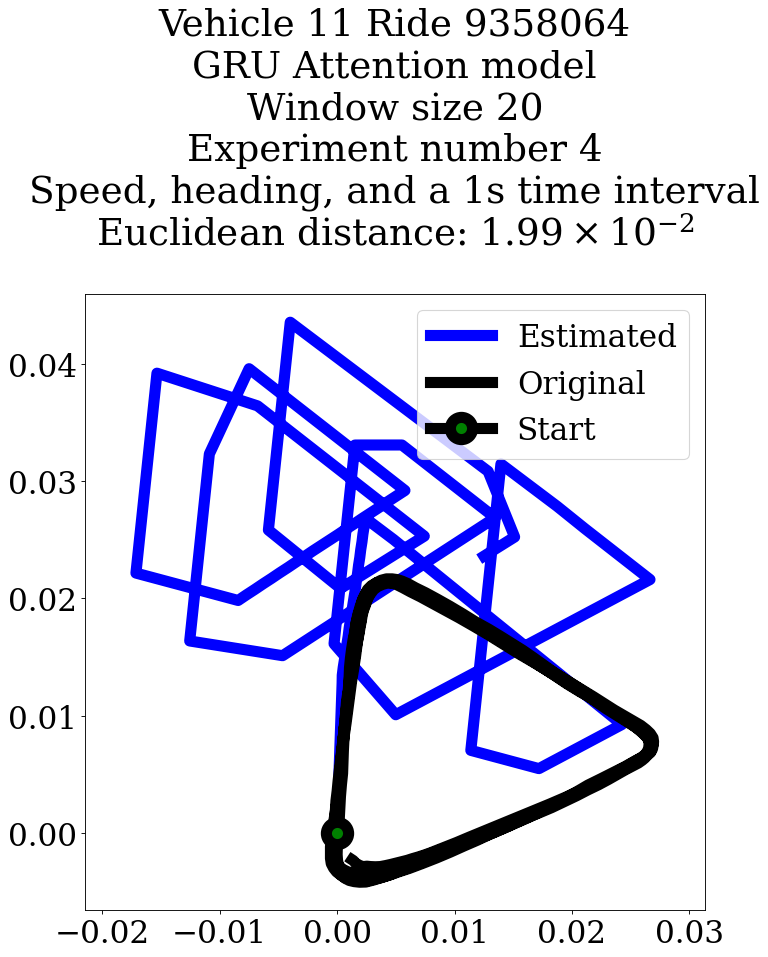 Vehicle 11 Ride 9358064
GRU Attention model
Window size 20
Experiment number 4
Speed, heading, and a 1s time interval
Euclidean distance: 1.99 × 10⁻²
Estimated
Original
Start
0.04
0.03
0.02
0.01
0.00
−0.02 −0.01 0.00 0.01 0.02 0.03